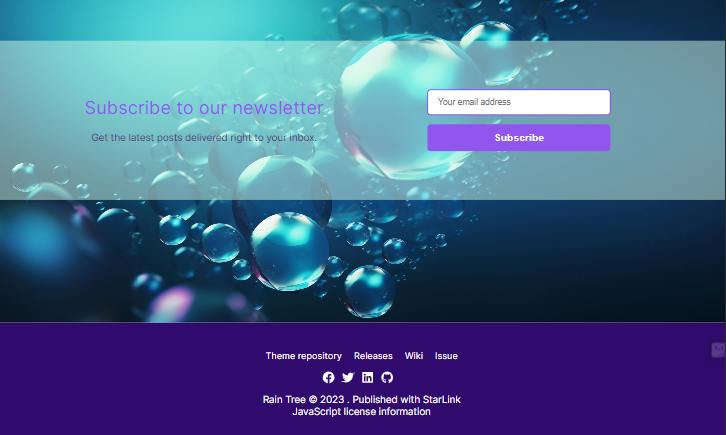 Subscribe to our newsletter
Get the latest posts delivered right to your inbox.
Your email address
Subscribe
Theme repository Releases Wiki Issue
Rain Tree © 2023 . Published with StarLink
JavaScript license information